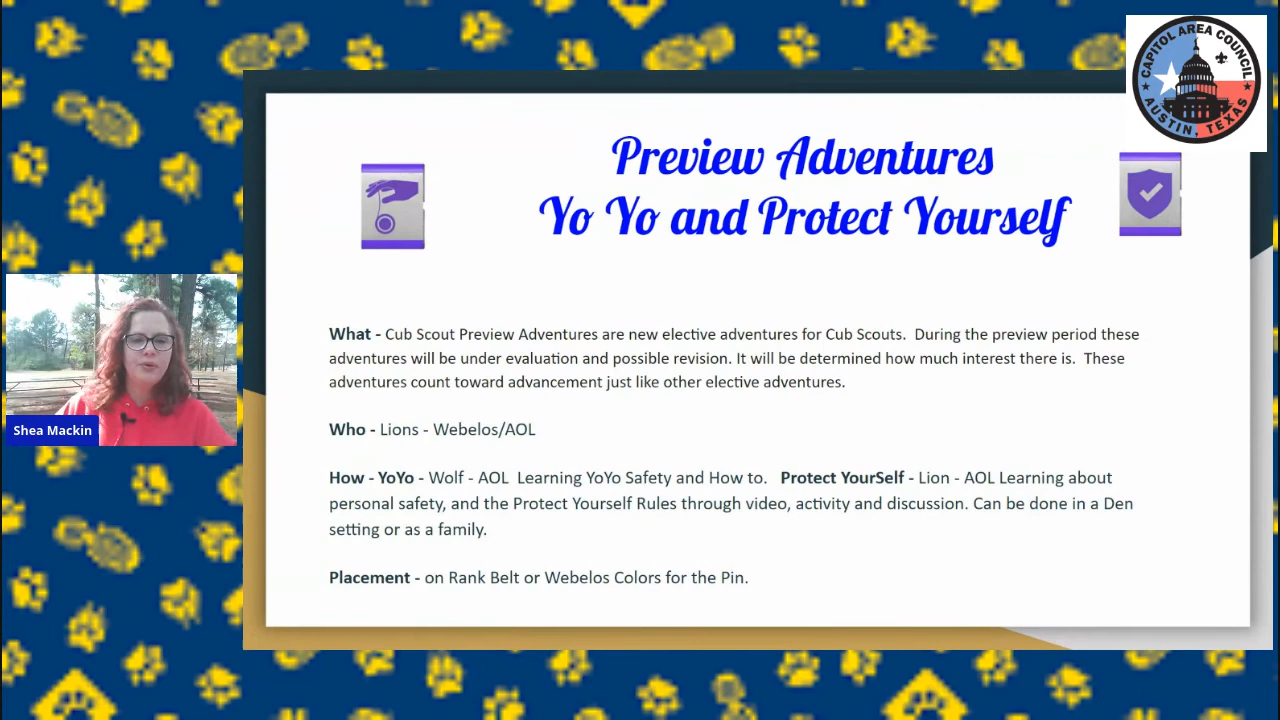 CAPITOL AREA COUNCIL
AUSTIN, TEXAS
Preview Adventures
Yo Yo and Protect Yourself
What - Cub Scout Preview Adventures are new elective adventures for Cub Scouts. During the preview period these
adventures will be under evaluation and possible revision. It will be determined how much interest there is. These
adventures count toward advancement just like other elective adventures.
Who - Lions - Webelos/AOL
How - YoYo - Wolf - AOL Learning YoYo Safety and How to. Protect YourSelf - Lion - AOL Learning about
personal safety, and the Protect Yourself Rules through video, activity and discussion. Can be done in a Den
setting or as a family.
Placement - on Rank Belt or Webelos Colors for the Pin.
Shea Mackin